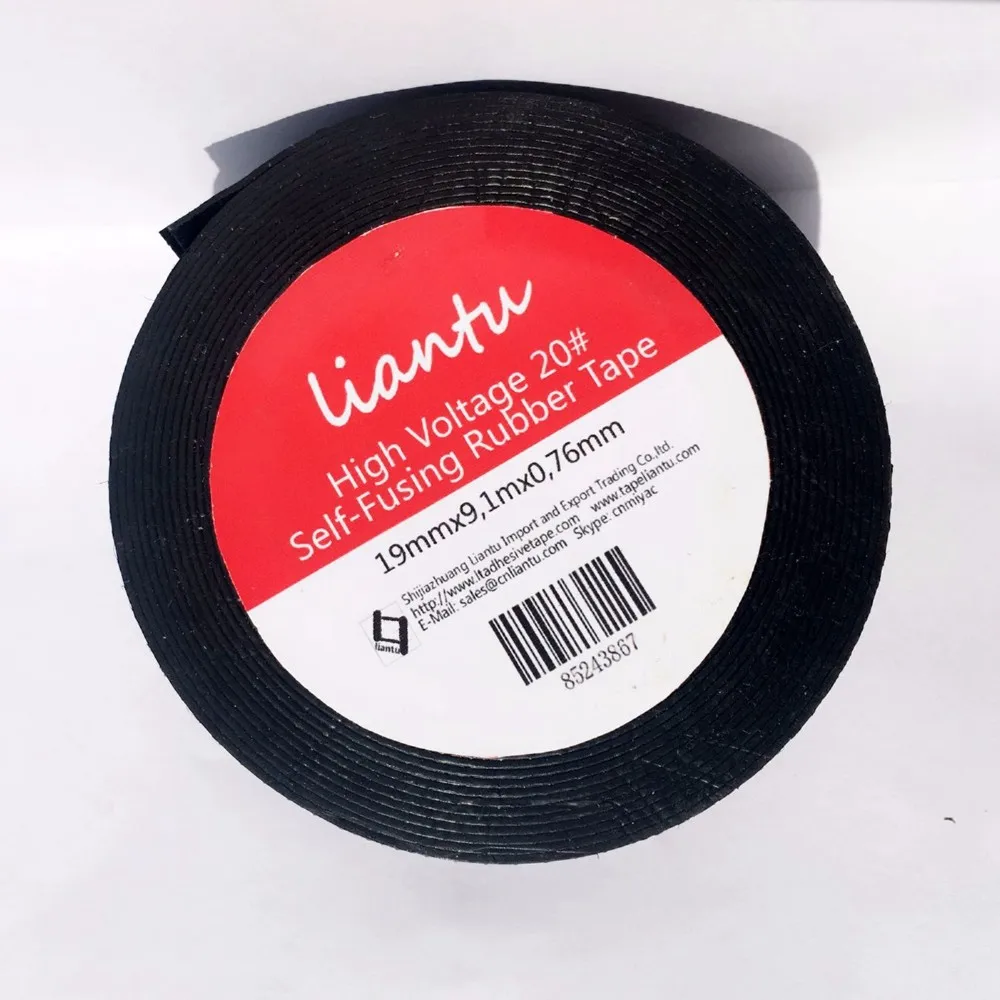 liantu
High Voltage 20#
Self-Fusing Rubber Tape
19mmx9,1mx0,76mm
Shijiazhuang Liantu Import and Export Trading Co.,ltd.
http://www.ltadhesivetape.com www.tapeliantu.com
E-Mail: sales@cnliantu.com Skype: cnmiyac
liantu
85243867